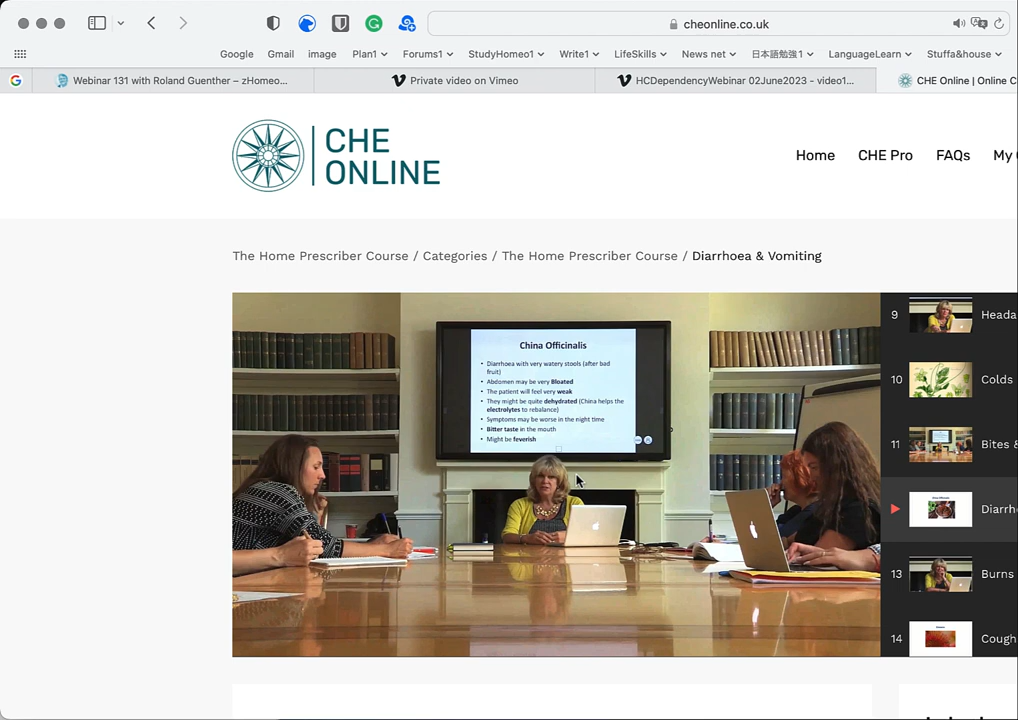 cheonline.co.uk
Google Gmail image Plan1 Forums1 StudyHomeo1 Write1 LifeSkills News net 日本語勉強1 LanguageLearn Stuffa&house
Webinar 131 with Roland Guenther – zHomeo... Private video on Vimeo HCDependencyWebinar 02June2023 - video1... CHE Online | Online C
CHE
ONLINE
Home CHE Pro FAQs My
The Home Prescriber Course / Categories / The Home Prescriber Course / Diarrhoea & Vomiting
China Officinalis
• Diarrhoea with very watery stools (after bad
fruit)
• Abdomen may be very Bloated
• The patient will feel very weak
• They might be quite dehydrated (China helps the
electrolytes to rebalance)
• Symptoms may be worse in the night time
• Bitter taste in the mouth
• Might be feverish
9 Heada
10 Colds
11 Bites &
Diarrh
13 Burns
14 Cough